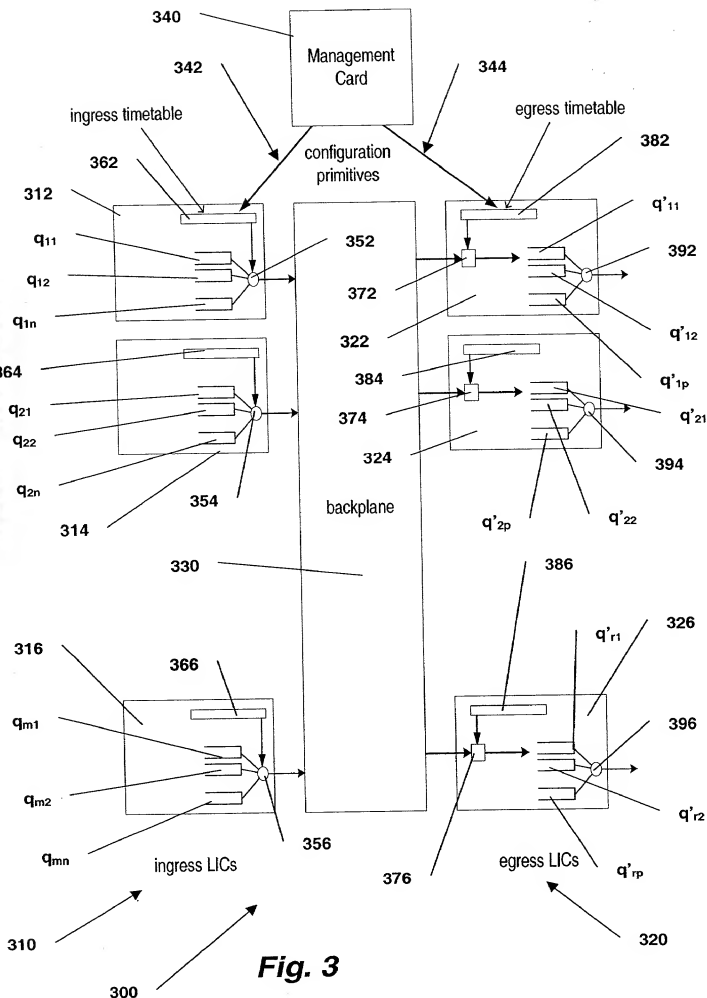 340
Management
Card
342
344
ingress timetable
egress timetable
362
configuration
primitives
382
312
q'11
q11
352
392
q12
372
q1n
322
q'12
364
384
q'1p
q21
374
q'21
q22
324
394
q2n
354
q'2p
q'22
314
backplane
330
386
316
q'r1
326
366
qm1
396
qm2
q'r2
qmn
356
ingress LICs
egress LICs
376
q'rp
310
320
Fig. 3
300